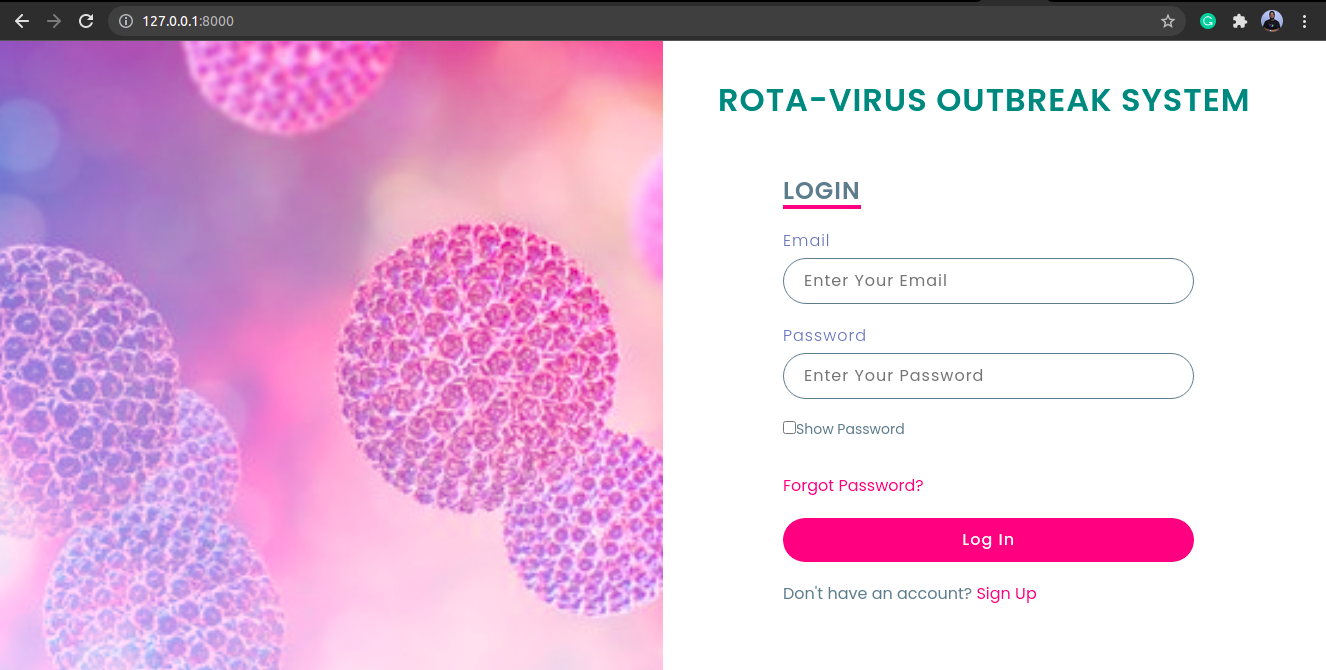 127.0.0.1:8000
ROTA-VIRUS OUTBREAK SYSTEM
LOGIN
Email
Enter Your Email
Password
Enter Your Password
Show Password
Forgot Password?
Log In
Don't have an account? Sign Up